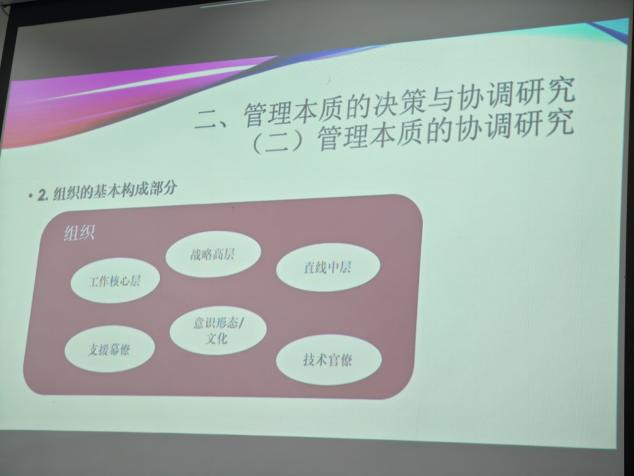 二、管理本质的决策与协调研究
（二）管理本质的协调研究
• 2. 组织的基本构成部分
组织
战略高层
工作核心层
直线中层
意识形态/
文化
支援幕僚
技术官僚